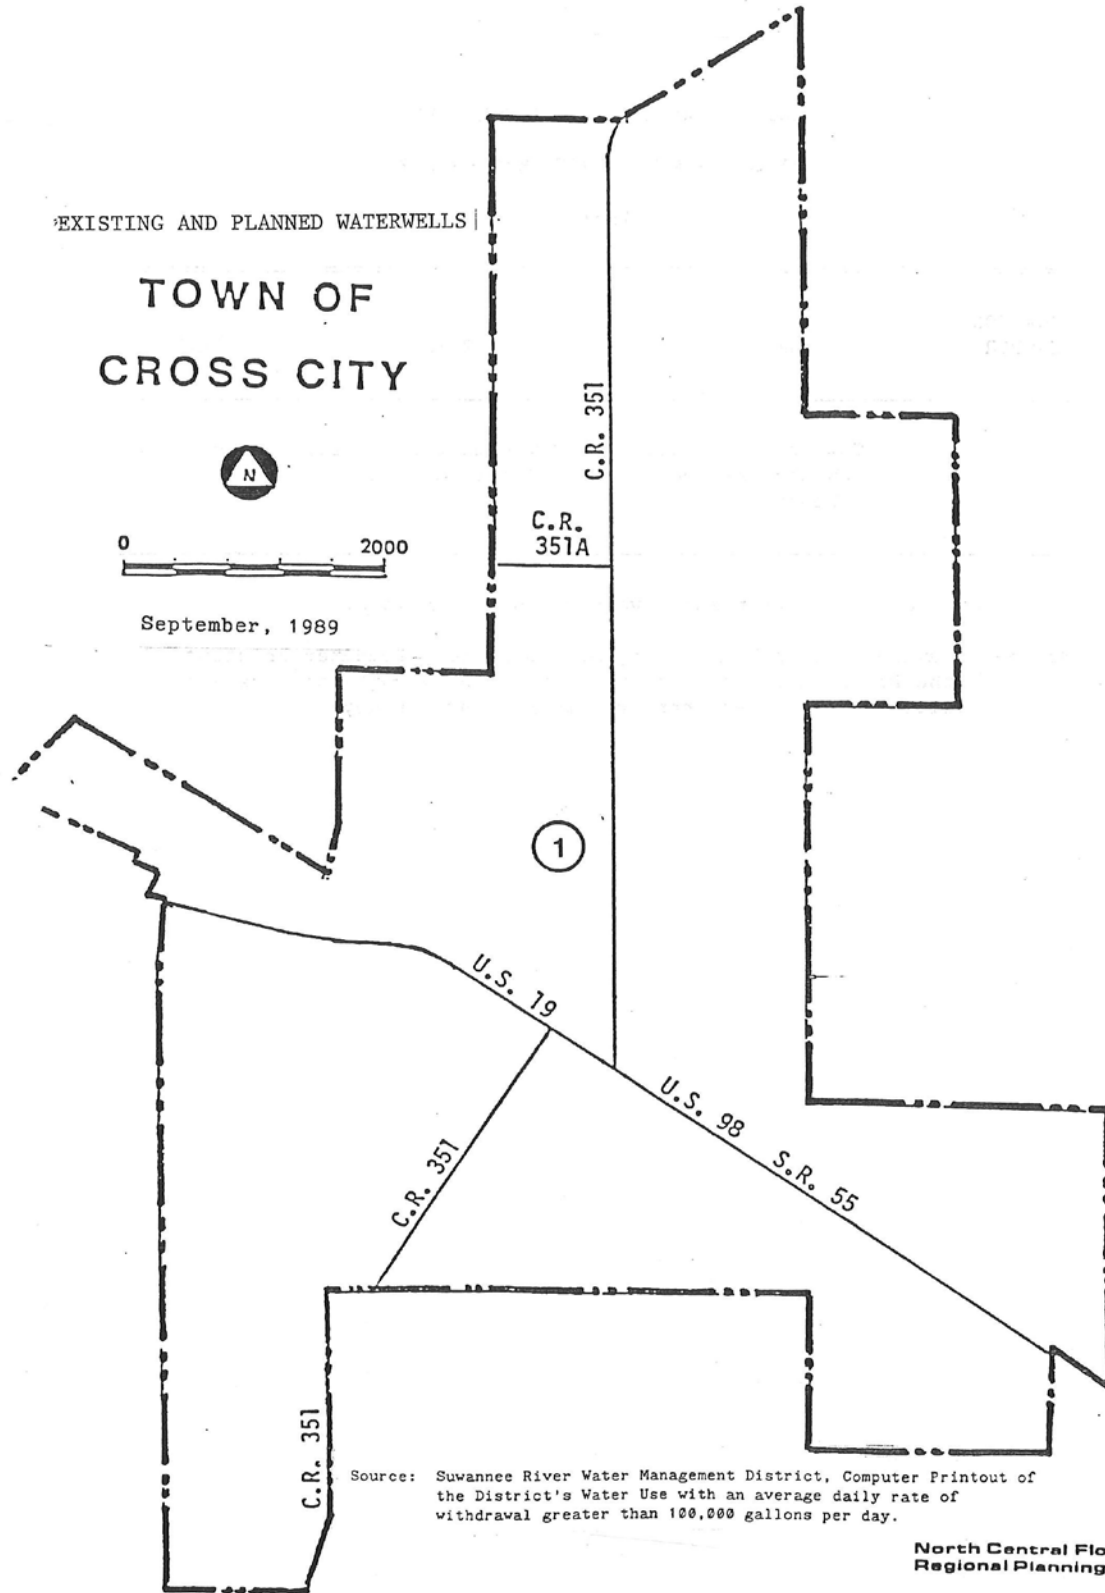 EXISTING AND PLANNED WATERWELLS
TOWN OF
CROSS CITY
N
0 2000
September, 1989
C.R. 351
C.R.
351A
1
U.S. 19
U.S. 98
S.R. 55
C.R. 351
C.R. 351
Source: Suwannee River Water Management District, Computer Printout of
the District's Water Use with an average daily rate of
withdrawal greater than 100,000 gallons per day.
North Central Flo
Regional Planning